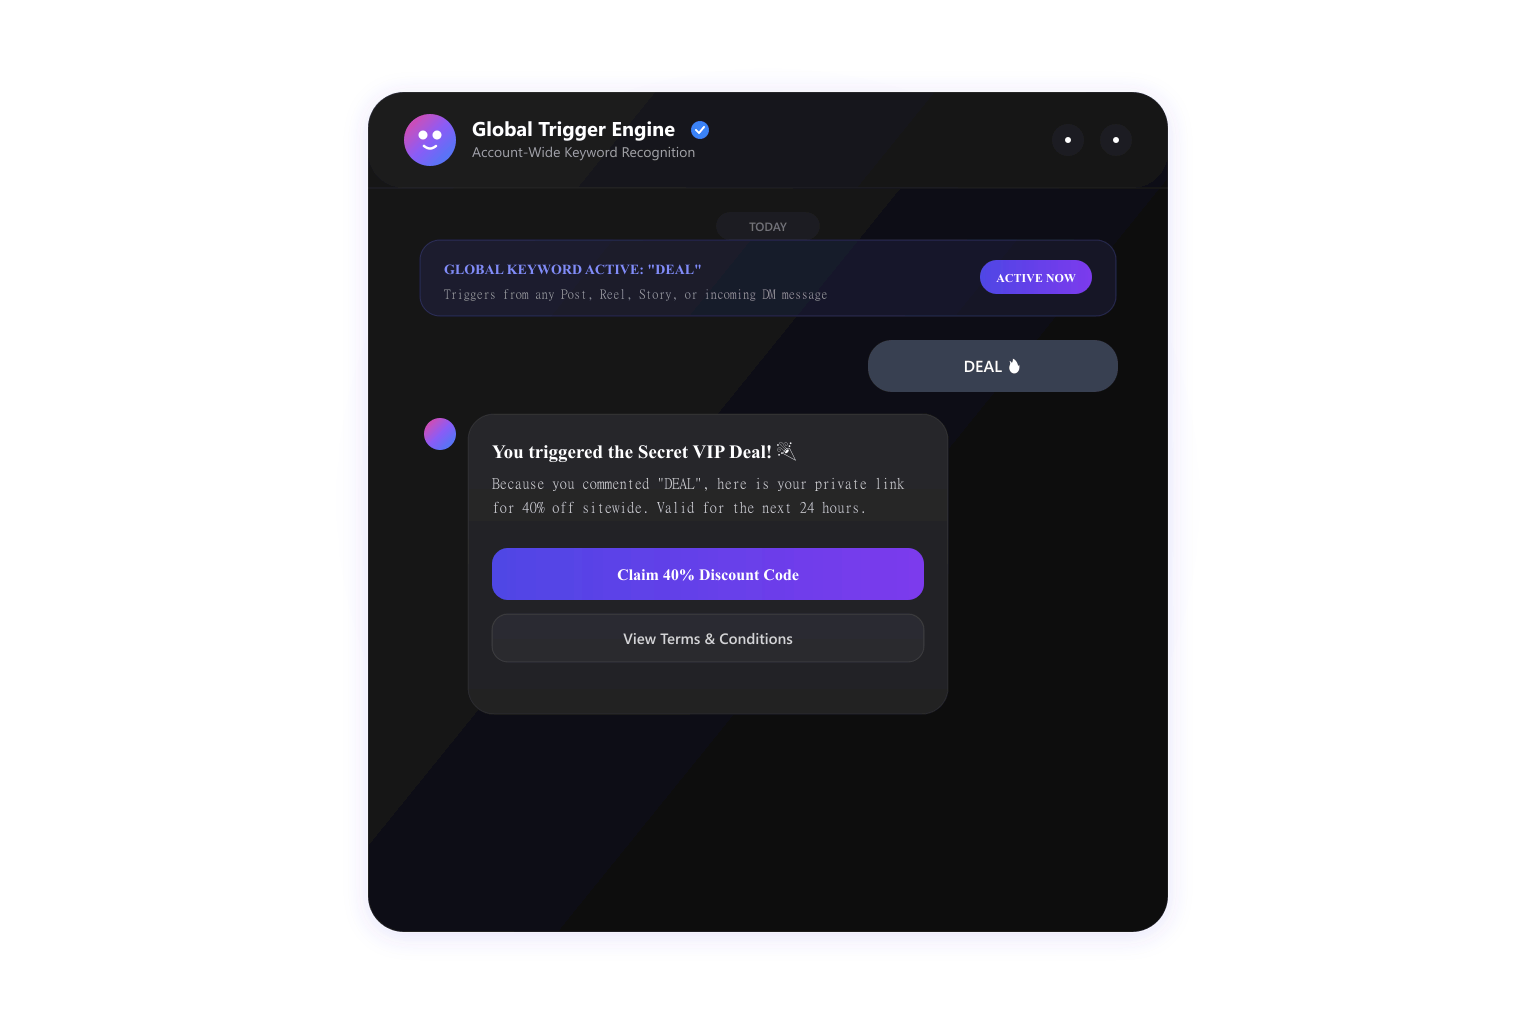 Global Trigger Engine
Account-Wide Keyword Recognition
TODAY
GLOBAL KEYWORD ACTIVE: "DEAL"
Triggers from any Post, Reel, Story, or incoming DM message
ACTIVE NOW
DEAL 🔥
You triggered the Secret VIP Deal! 🎉
Because you commented "DEAL", here is your private link
for 40% off sitewide. Valid for the next 24 hours.
Claim 40% Discount Code
View Terms & Conditions